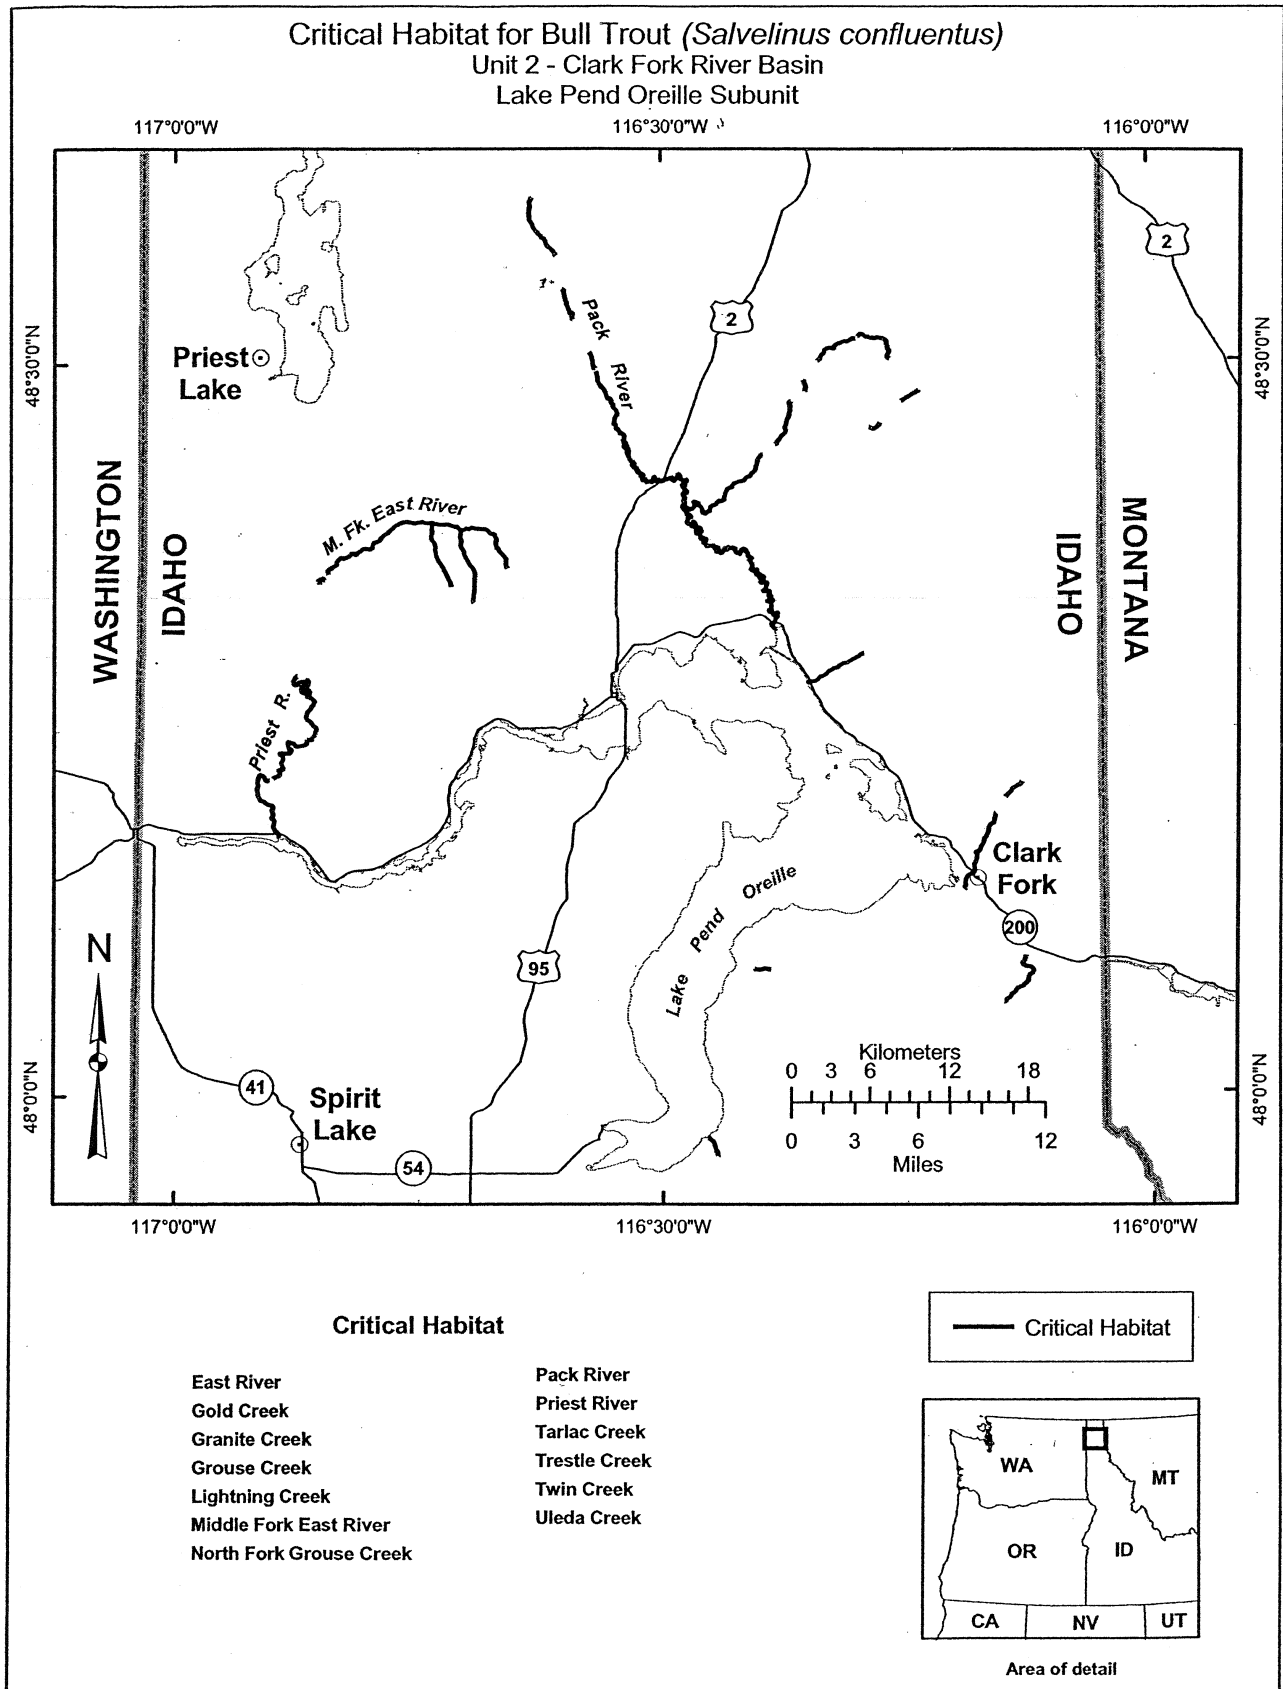 Critical Habitat for Bull Trout (Salvelinus confluentus)
Unit 2 - Clark Fork River Basin
Lake Pend Oreille Subunit
117°0'0"W
116°30'0"W
116°0'0"W
48°30'0"N
48°30'0"N
48°0'0"N
48°0'0"N
2
2
Priest
Lake
Pack
River
M. Fk. East River
WASHINGTON
IDAHO
IDAHO
MONTANA
Priest R.
Clark
Fork
Lake Pend Oreille
200
95
N
41
Spirit
Lake
54
Kilometers
0 3 6 12 18
0 3 6 12
Miles
117°0'0"W
116°30'0"W
116°0'0"W
Critical Habitat
East River
Gold Creek
Granite Creek
Grouse Creek
Lightning Creek
Middle Fork East River
North Fork Grouse Creek
Pack River
Priest River
Tarlac Creek
Trestle Creek
Twin Creek
Uleda Creek
Critical Habitat
WA
MT
OR
ID
CA
NV
UT
Area of detail